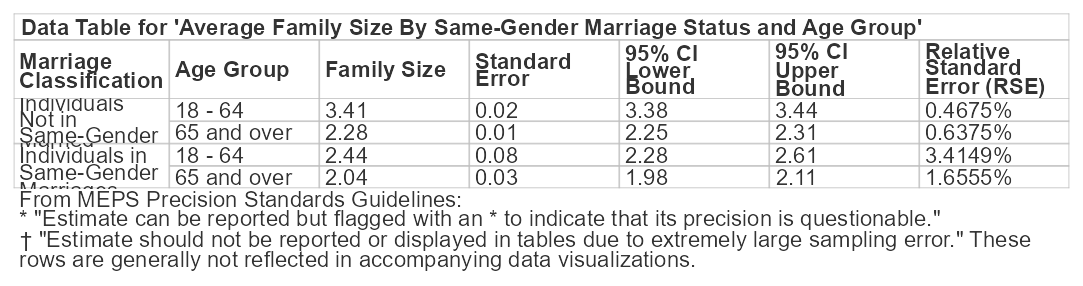 Data Table for 'Average Family Size By Same-Gender Marriage Status and Age Group'
Marriage Classification Age Group Family Size Standard Error 95% CI Lower Bound 95% CI Upper Bound Relative Standard Error (RSE)
Individuals Not in Same-Gender
18 - 64 3.41 0.02 3.38 3.44 0.4675%
65 and over 2.28 0.01 2.25 2.31 0.6375%
Individuals in Same-Gender Marriages
18 - 64 2.44 0.08 2.28 2.61 3.4149%
65 and over 2.04 0.03 1.98 2.11 1.6555%
From MEPS Precision Standards Guidelines:
* "Estimate can be reported but flagged with an * to indicate that its precision is questionable."
† "Estimate should not be reported or displayed in tables due to extremely large sampling error." These
rows are generally not reflected in accompanying data visualizations.